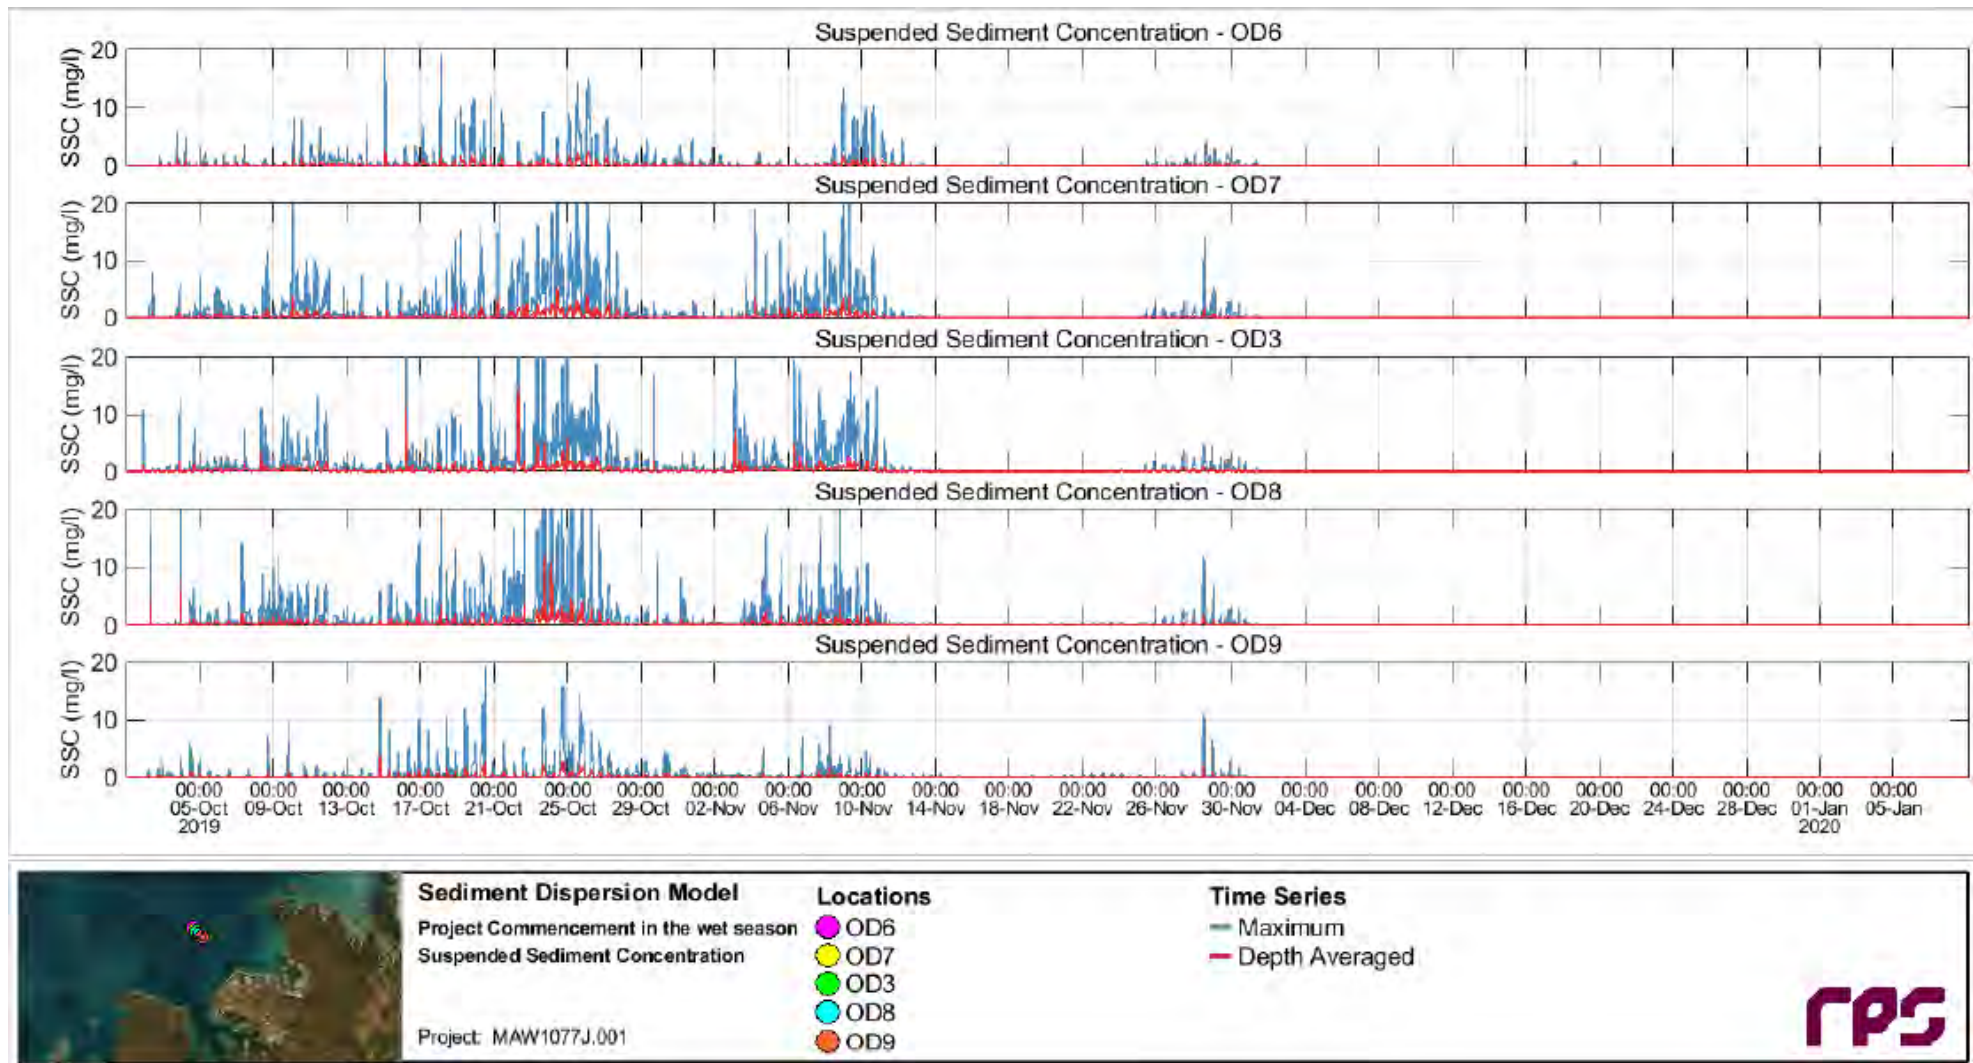 Suspended Sediment Concentration - OD6
SSC (mg/l)
20
10
0
Suspended Sediment Concentration - OD7
SSC (mg/l)
20
10
0
Suspended Sediment Concentration - OD3
SSC (mg/l)
20
10
0
Suspended Sediment Concentration - OD8
SSC (mg/l)
20
10
0
Suspended Sediment Concentration - OD9
SSC (mg/l)
20
10
0
00:00 00:00 00:00 00:00 00:00 00:00 00:00 00:00 00:00 00:00 00:00 00:00 00:00 00:00 00:00 00:00 00:00 00:00 00:00 00:00 00:00 00:00 00:00 00:00
05-Oct 09-Oct 13-Oct 17-Oct 21-Oct 25-Oct 29-Oct 02-Nov 06-Nov 10-Nov 14-Nov 18-Nov 22-Nov 26-Nov 30-Nov 04-Dec 08-Dec 12-Dec 16-Dec 20-Dec 24-Dec 28-Dec 01-Jan 05-Jan
2019 2020
Sediment Dispersion Model
Project Commencement in the wet season
Suspended Sediment Concentration
Project: MAW1077J.001
Locations
OD6
OD7
OD3
OD8
OD9
Time Series
Maximum
Depth Averaged
rps